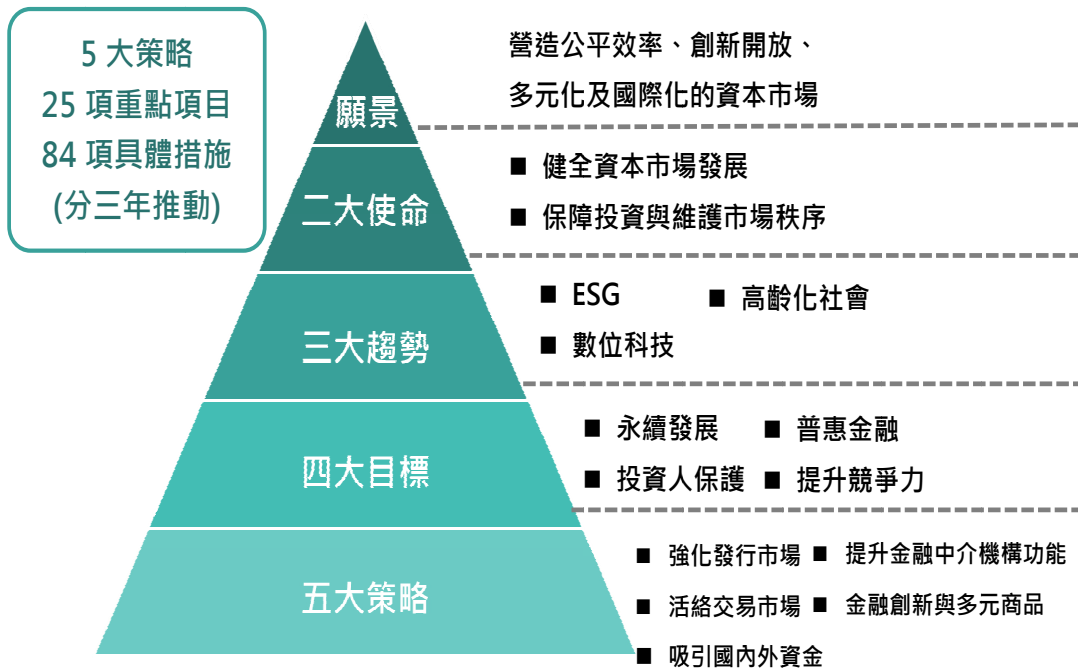 5 大策略
25 項重點項目
84 項具體措施
(分三年推動)
願景
營造公平效率、創新開放、
多元化及國際化的資本市場
二大使命
■ 健全資本市場發展
■ 保障投資與維護市場秩序
三大趨勢
■ ESG ■ 高齡化社會
■ 數位科技
四大目標
■ 永續發展 ■ 普惠金融
■ 投資人保護 ■ 提升競爭力
五大策略
■ 強化發行市場 ■ 提升金融中介機構功能
■ 活絡交易市場 ■ 金融創新與多元商品
■ 吸引國內外資金